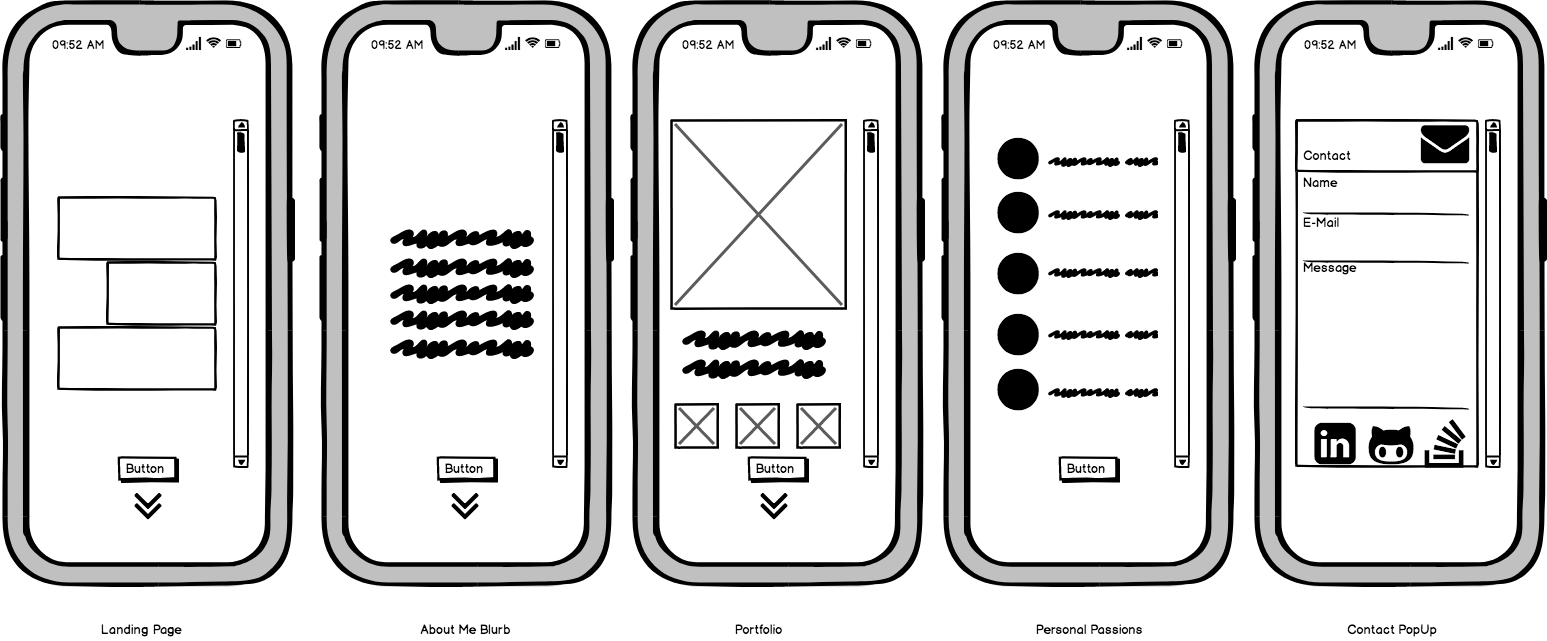 09:52 AM
Button
Landing Page
09:52 AM
Button
About Me Blurb
09:52 AM
Button
Portfolio
09:52 AM
Button
Personal Passions
09:52 AM
Contact
Name
E-Mail
Message
in
Contact PopUp